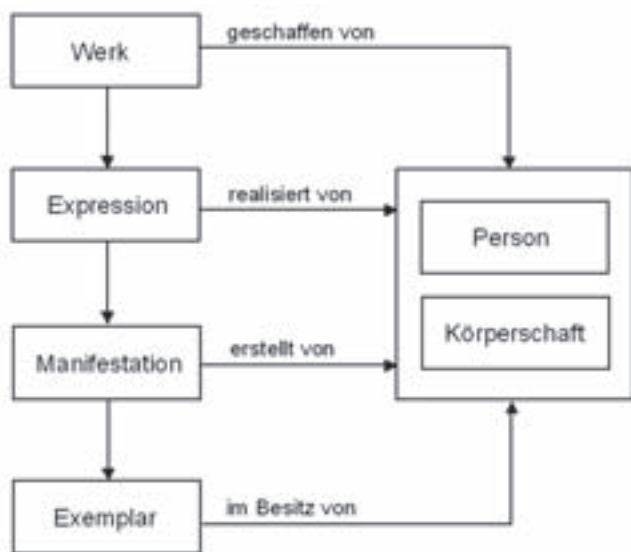 Werk
geschaffen von
Expression
realisiert von
Person
Körperschaft
Manifestation
erstellt von
Exemplar
im Besitz von